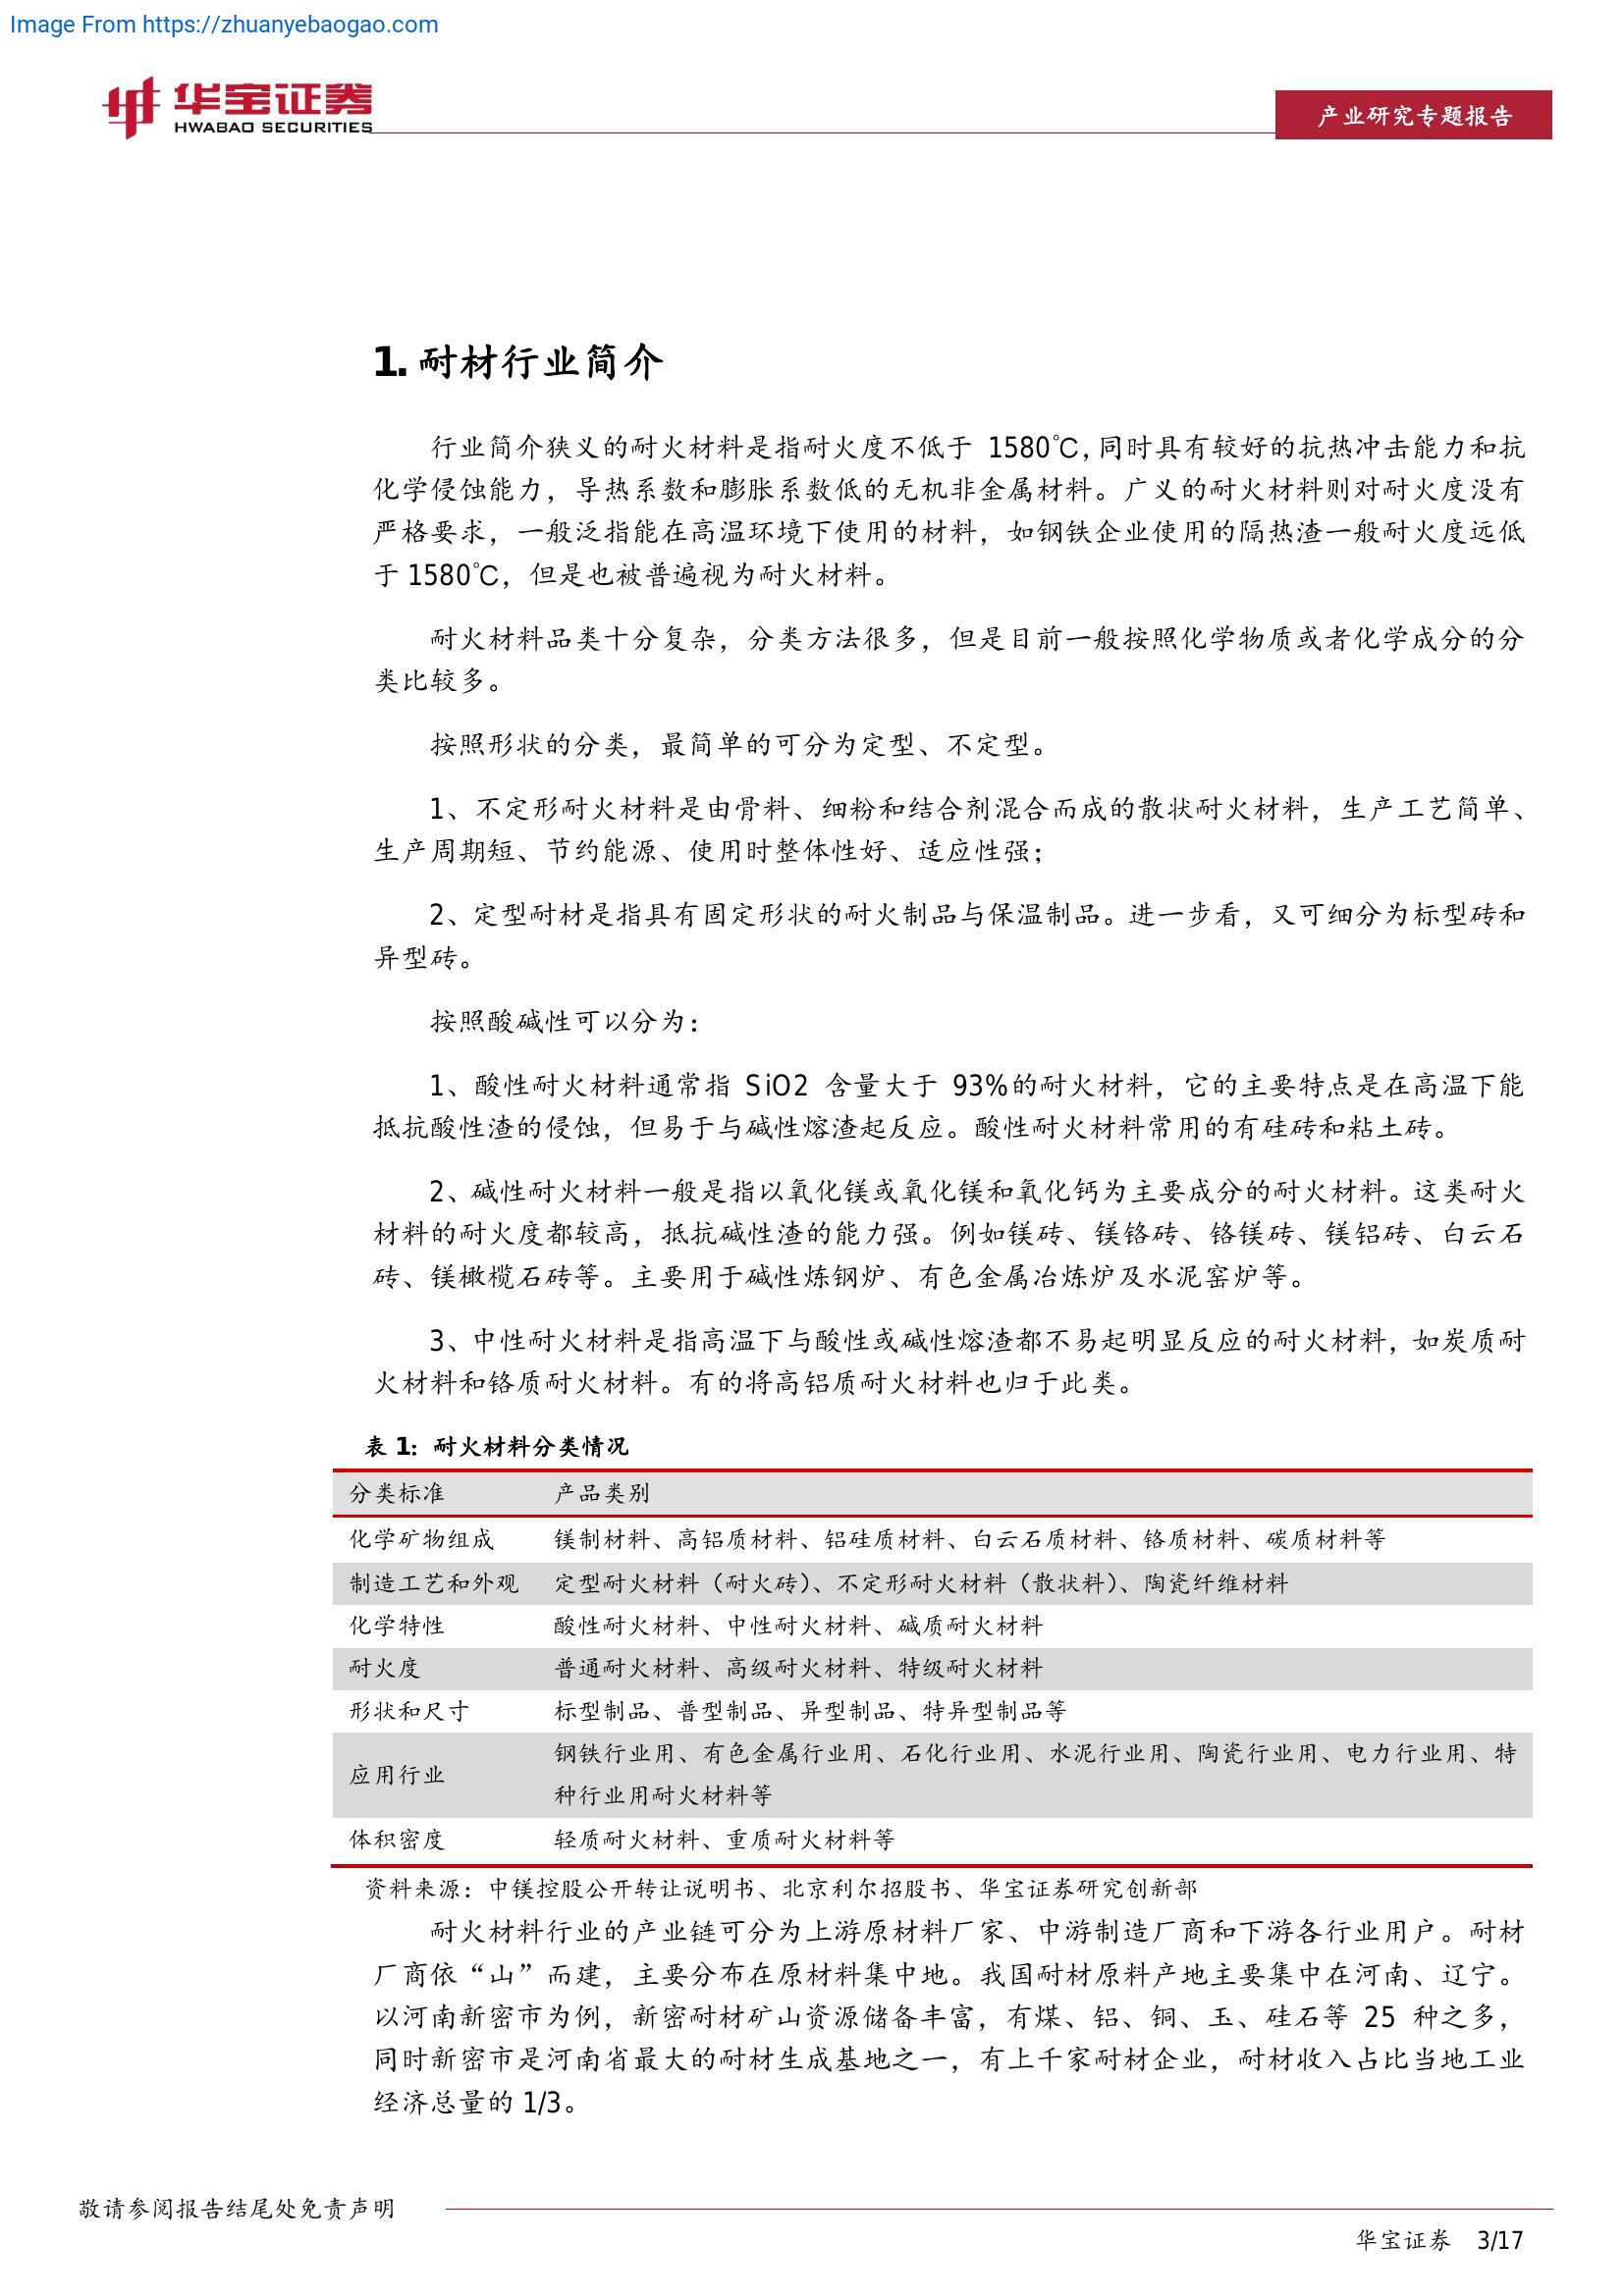 Image From https://zhuanyebaogao.com
华宝证券
HWABAO SECURITIES
产业研究专题报告
1. 耐材行业简介
行业简介狭义的耐火材料是指耐火度不低于 1580℃，同时具有较好的抗热冲击能力和抗
化学侵蚀能力，导热系数和膨胀系数低的无机非金属材料。广义的耐火材料则对耐火度没有
严格要求，一般泛指能在高温环境下使用的材料，如钢铁企业使用的隔热渣一般耐火度远低
于 1580℃，但是也被普遍视为耐火材料。
耐火材料品类十分复杂，分类方法很多，但是目前一般按照化学物质或者化学成分的分
类比较多。
按照形状的分类，最简单的可分为定型、不定型。
1、不定形耐火材料是由骨料、细粉和结合剂混合而成的散状耐火材料，生产工艺简单、
生产周期短、节约能源、使用时整体性好、适应性强；
2、定型耐材是指具有固定形状的耐火制品与保温制品。进一步看，又可细分为标型砖和
异型砖。
按照酸碱性可以分为：
1、酸性耐火材料通常指 SiO2 含量大于 93%的耐火材料，它的主要特点是在高温下能
抵抗酸性渣的侵蚀，但易于与碱性熔渣起反应。酸性耐火材料常用的有硅砖和粘土砖。
2、碱性耐火材料一般是指以氧化镁或氧化镁和氧化钙为主要成分的耐火材料。这类耐火
材料的耐火度都较高，抵抗碱性渣的能力强。例如镁砖、镁铬砖、铬镁砖、镁铝砖、白云石
砖、镁橄榄石砖等。主要用于碱性炼钢炉、有色金属冶炼炉及水泥窑炉等。
3、中性耐火材料是指高温下与酸性或碱性熔渣都不易起明显反应的耐火材料，如炭质耐
火材料和铬质耐火材料。有的将高铝质耐火材料也归于此类。
表 1：耐火材料分类情况
分类标准 产品类别
化学矿物组成 镁制材料、高铝质材料、铝硅质材料、白云石质材料、铬质材料、碳质材料等
制造工艺和外观 定型耐火材料（耐火砖）、不定形耐火材料（散状料）、陶瓷纤维材料
化学特性 酸性耐火材料、中性耐火材料、碱质耐火材料
耐火度 普通耐火材料、高级耐火材料、特级耐火材料
形状和尺寸 标型制品、普型制品、异型制品、特异型制品等
应用行业 钢铁行业用、有色金属行业用、石化行业用、水泥行业用、陶瓷行业用、电力行业用、特
种行业用耐火材料等
体积密度 轻质耐火材料、重质耐火材料等
资料来源：中镁控股公开转让说明书、北京利尔招股书、华宝证券研究创新部
耐火材料行业的产业链可分为上游原材料厂家、中游制造厂商和下游各行业用户。耐材
厂商依“山”而建，主要分布在原材料集中地。我国耐材原料产地主要集中在河南、辽宁。
以河南新密市为例，新密耐材矿山资源储备丰富，有煤、铝、铜、玉、硅石等 25 种之多，
同时新密市是河南省最大的耐材生成基地之一，有上千家耐材企业，耐材收入占比当地工业
经济总量的 1/3。
敬请参阅报告结尾处免责声明
华宝证券 3/17